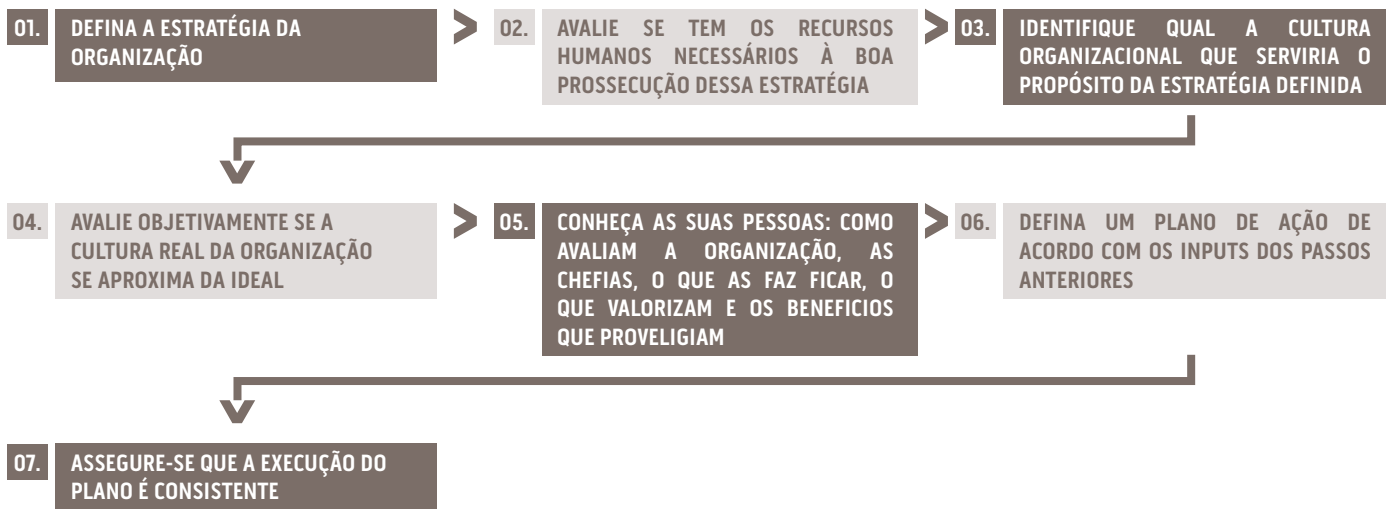 01. DEFINA A ESTRATÉGIA DA
ORGANIZAÇÃO
02. AVALIE SE TEM OS RECURSOS
HUMANOS NECESSÁRIOS À BOA
PROSSECUÇÃO DESSA ESTRATÉGIA
03. IDENTIFIQUE QUAL A CULTURA
ORGANIZACIONAL QUE SERVIRIA O
PROPÓSITO DA ESTRATÉGIA DEFINIDA
04. AVALIE OBJETIVAMENTE SE A
CULTURA REAL DA ORGANIZAÇÃO
SE APROXIMA DA IDEAL
05. CONHEÇA AS SUAS PESSOAS: COMO
AVALIAM A ORGANIZAÇÃO, AS
CHEFIAS, O QUE AS FAZ FICAR, O
QUE VALORIZAM E OS BENEFICIOS
QUE PROVELIGIAM
06. DEFINA UM PLANO DE AÇÃO DE
ACORDO COM OS INPUTS DOS PASSOS
ANTERIORES
07. ASSEGURE-SE QUE A EXECUÇÃO DO
PLANO É CONSISTENTE